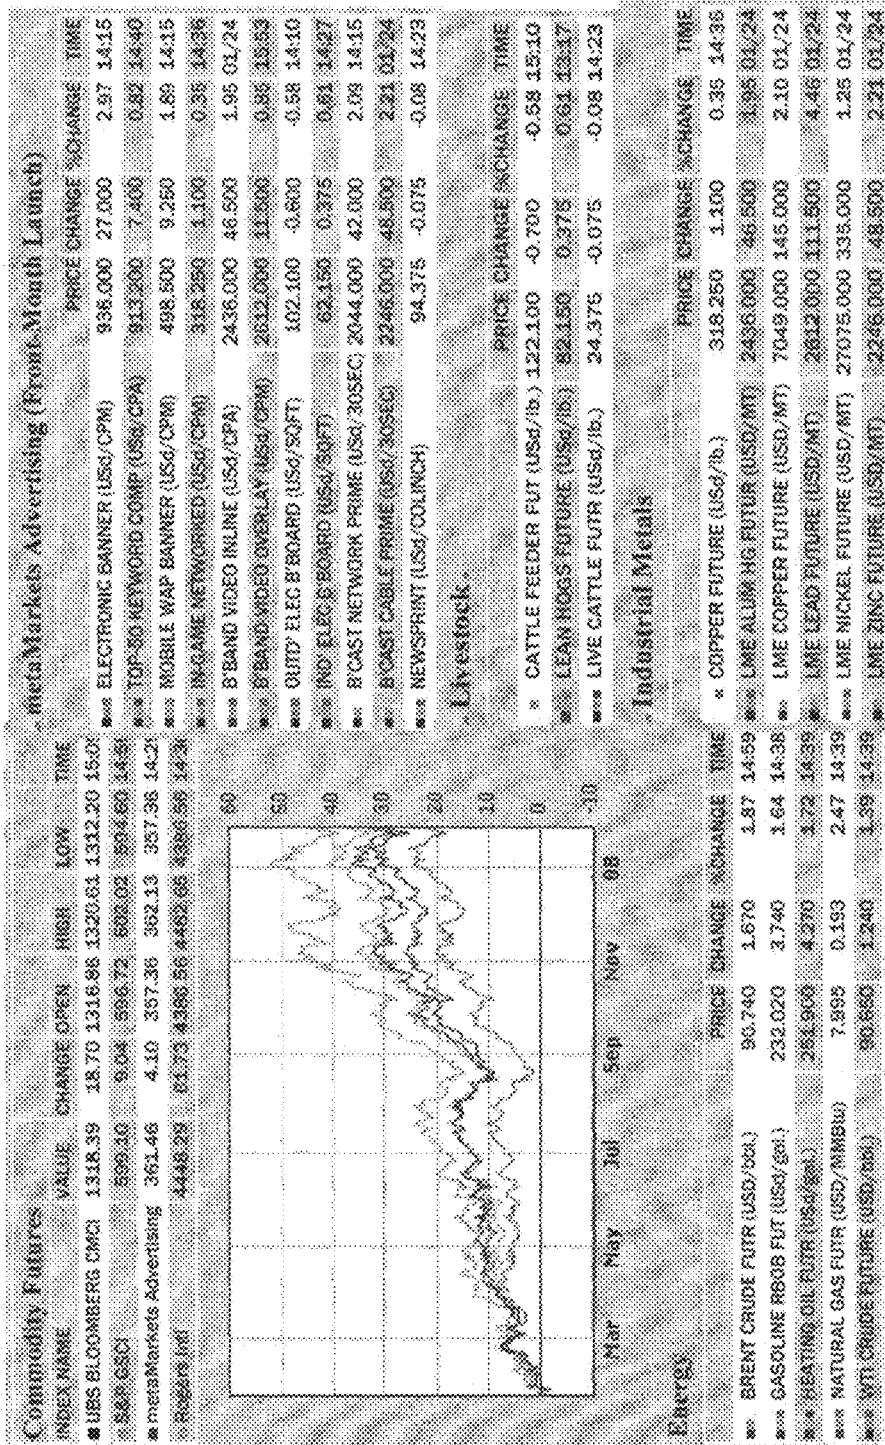 Commodity Futures
INDEX NAME VALUE CHANGE OPEN HIGH LOW TIME
UBS BLOOMBERG CMCI 1318.39 18.70 1316.86 1320.61 1312.20 15:09
S&P GSCI 599.10 9.04 596.72 602.02 594.60
metaMarkets Advertising 361.46 4.10 357.36 362.13 357.36
Rogers Intl 4448.29 61.73 4386.56 4462.65 4386.56
60
50
40
30
20
10
0
-10
Mar May Jul Sep Nov 08
Energy
PRICE CHANGE %CHANGE TIME
BRENT CRUDE FUTR (USD/bbl.) 90.740 1.670 1.87 14:59
GASOLINE RBOB FUT (USd/gal.) 232.020 3.740 1.64 14:38
HEATING OIL FUTR (USd/gal.) 251.900 4.270 1.72 14:39
NATURAL GAS FUTR (USD/MMBtu) 7.995 0.193 2.47 14:39
WTI CRUDE FUTURE (USD/bbl.) 90.650 1.240 1.39 14:39
metaMarkets Advertising (Front-Month Launch)
PRICE CHANGE %CHANGE TIME
ELECTRONIC BANNER (USd/CPM) 936.000 27.000 2.97 14:15
TOP-50 KEYWORD COMP (USd/CPA) 913.200 7.400 0.82 14:40
MOBILE WAP BANNER (USd/CPM) 498.500 9.250 1.89 14:15
IN-GAME NETWORKED (USd/CPM) 318.250 1.100 0.35 14:36
B'BAND VIDEO INLINE (USd/CPA) 2436.000 46.500 1.95 01/24
B'BAND VIDEO OVERLAY (USd/CPM) 2612.000 11.500 0.85 15:53
OUTD' ELEC B'BOARD (USd/SQFT) 102.100 -0.600 -0.58 14:10
IND' ELEC B'BOARD (USd/SQFT) 62.150 0.375 0.61 14:27
B'CAST NETWORK PRIME (USd/30SEC) 2044.000 42.000 2.09 14:15
B'CAST CABLE PRIME (USd/30SEC) 2246.000 48.500 2.21 01/24
NEWSPRINT (USd/COLINCH) 94.375 -0.075 -0.08 14:23
Livestock
PRICE CHANGE %CHANGE TIME
CATTLE FEEDER FUT (USd/lb.) 122.100 -0.700 -0.58 15:10
LEAN HOGS FUTURE (USd/lb.) 82.150 0.375 0.61 13:17
LIVE CATTLE FUTR (USd/lb.) 24.375 -0.075 -0.08 14:23
Industrial Metals
PRICE CHANGE %CHANGE TIME
COPPER FUTURE (USd/lb.) 318.250 1.100 0.35 14:36
LME ALUM HG FUTUR (USD/MT) 2436.000 46.500 1.95 01/24
LME COPPER FUTURE (USD/MT) 7049.000 145.000 2.10 01/24
LME LEAD FUTURE (USD/MT) 2612.000 111.500 4.46 01/24
LME NICKEL FUTURE (USD/MT) 27075.000 335.000 1.25 01/24
LME ZINC FUTURE (USD/MT) 2246.000 48.500 2.21 01/24